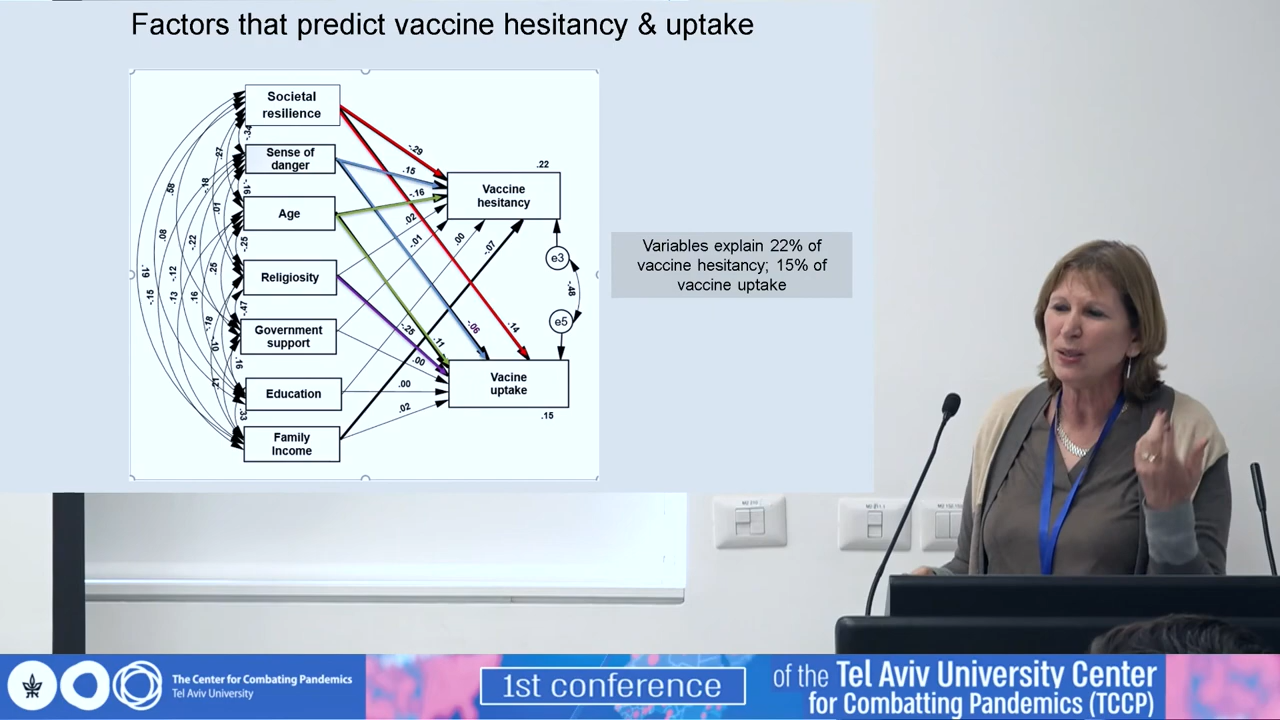 Factors that predict vaccine hesitancy & uptake
Societal
resilience
Sense of
danger
Age
Religiosity
Government
support
Education
Family
Income
-.34
.27
.58
-.18
-.16
.01
.08
-.22
-.25
.19
-.12
.25
-.15
.13
.16
.47
-.18
.10
.16
.21
.33
-.29
.15
-.16
.02
-.01
.00
-.07
.14
-.06
.11
-.25
.00
.00
.02
.22
Vaccine
hesitancy
e3
-.48
e5
Vacine
uptake
.15
Variables explain 22% of
vaccine hesitancy; 15% of
vaccine uptake
The Center for Combating Pandemics
Tel Aviv University
1st conference
of the Tel Aviv University Center
for Combatting Pandemics (TCCP)